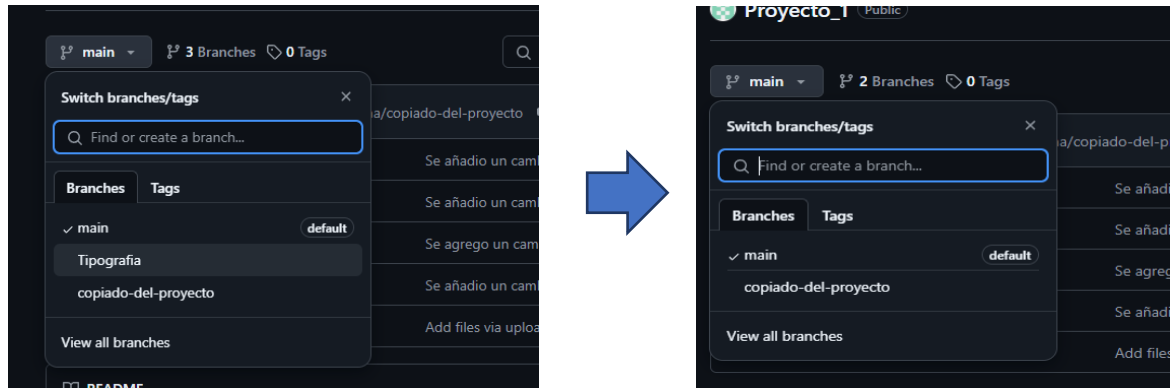 main
3 Branches
0 Tags
Switch branches/tags
a/copiado-del-proyecto
Find or create a branch...
Se añadio un cam
Branches Tags
Se añadio un cam
main default
Se agrego un cam
Tipografia
Se añadio un cam
copiado-del-proyecto
Add files via uploa
View all branches
README
Proyecto_1 Public
main
2 Branches
0 Tags
Switch branches/tags
a/copiado-del-p
Find or create a branch...
Se añadi
Branches Tags
Se añadi
main default
Se agreg
copiado-del-proyecto
Se añadi
View all branches
Add files